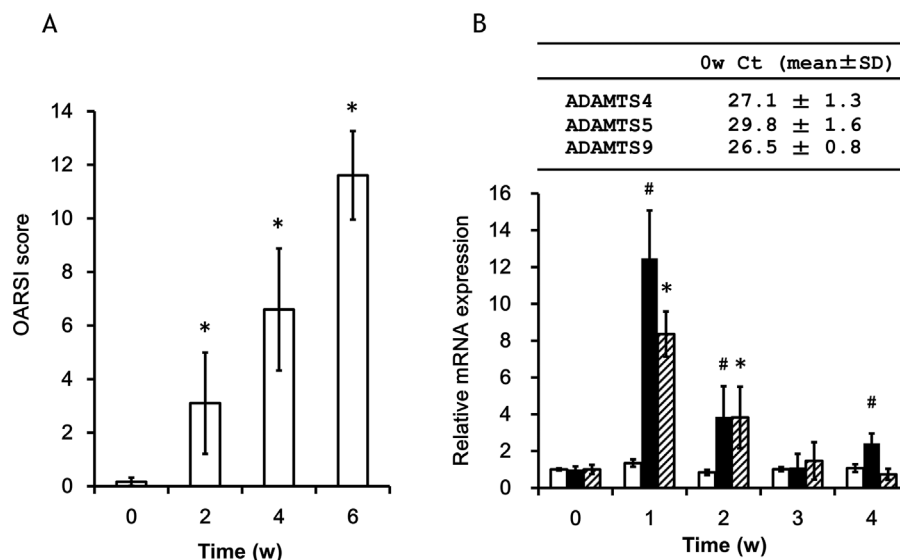 A
OARSI score
14
12
10
8
6
4
2
0
*
*
*
0 2 4 6
Time (w)
B
0w Ct (mean±SD)
ADAMTS4 27.1 ± 1.3
ADAMTS5 29.8 ± 1.6
ADAMTS9 26.5 ± 0.8
Relative mRNA expression
16
14
12
10
8
6
4
2
0
#
*
# *
#
0 1 2 3 4
Time (w)